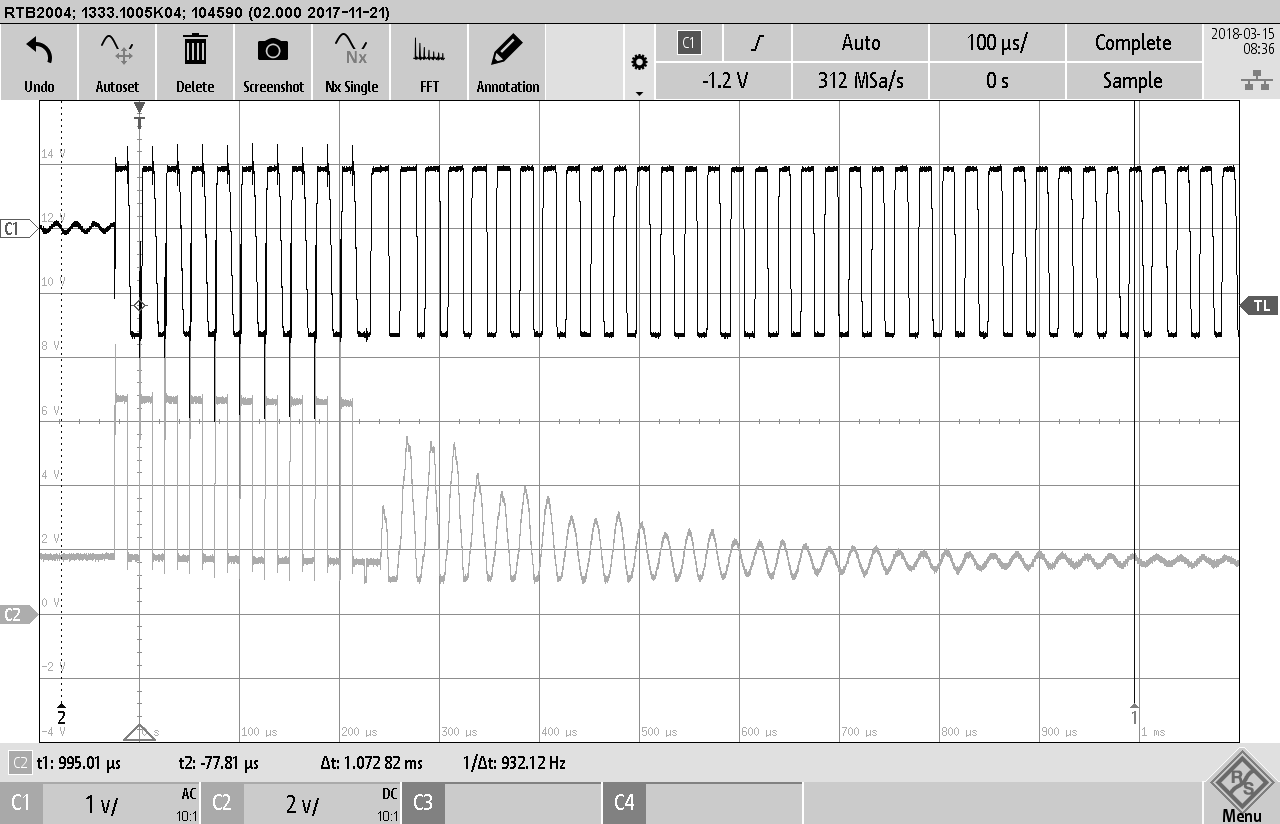 RTB2004; 1333.1005K04; 104590 (02.000 2017-11-21)
Undo
Autoset
Delete
Screenshot
Nx
Nx Single
FFT
Annotation
C1
Auto
100 µs/
Complete
2018-03-15
08:36
-1.2 V
312 MSa/s
0 s
Sample
T
14 V
12 V
C1
10 V
TL
8 V
6 V
4 V
2 V
0 V
C2
-2 V
2
1
-4 V
0 s
100 µs
200 µs
300 µs
400 µs
500 µs
600 µs
700 µs
800 µs
900 µs
1 ms
C2 t1: 995.01 µs t2: -77.81 µs Δt: 1.072 82 ms 1/Δt: 932.12 Hz
C1 1 V/ AC 10:1
C2 2 V/ DC 10:1
C3
C4
R S
Menu